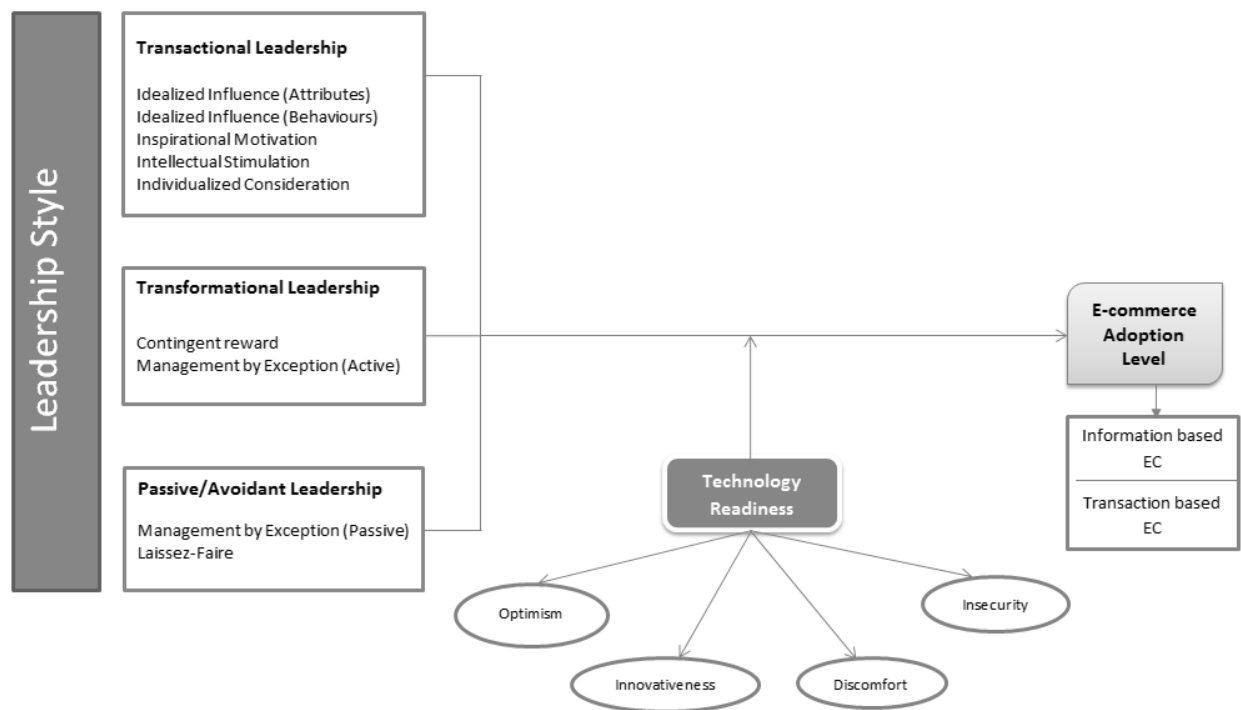 Leadership Style
Transactional Leadership
Idealized Influence (Attributes)
Idealized Influence (Behaviours)
Inspirational Motivation
Intellectual Stimulation
Individualized Consideration
Transformational Leadership
Contingent reward
Management by Exception (Active)
Passive/Avoidant Leadership
Management by Exception (Passive)
Laissez-Faire
Technology
Readiness
Optimism
Innovativeness
Discomfort
Insecurity
E-commerce
Adoption
Level
Information based
EC
Transaction based
EC